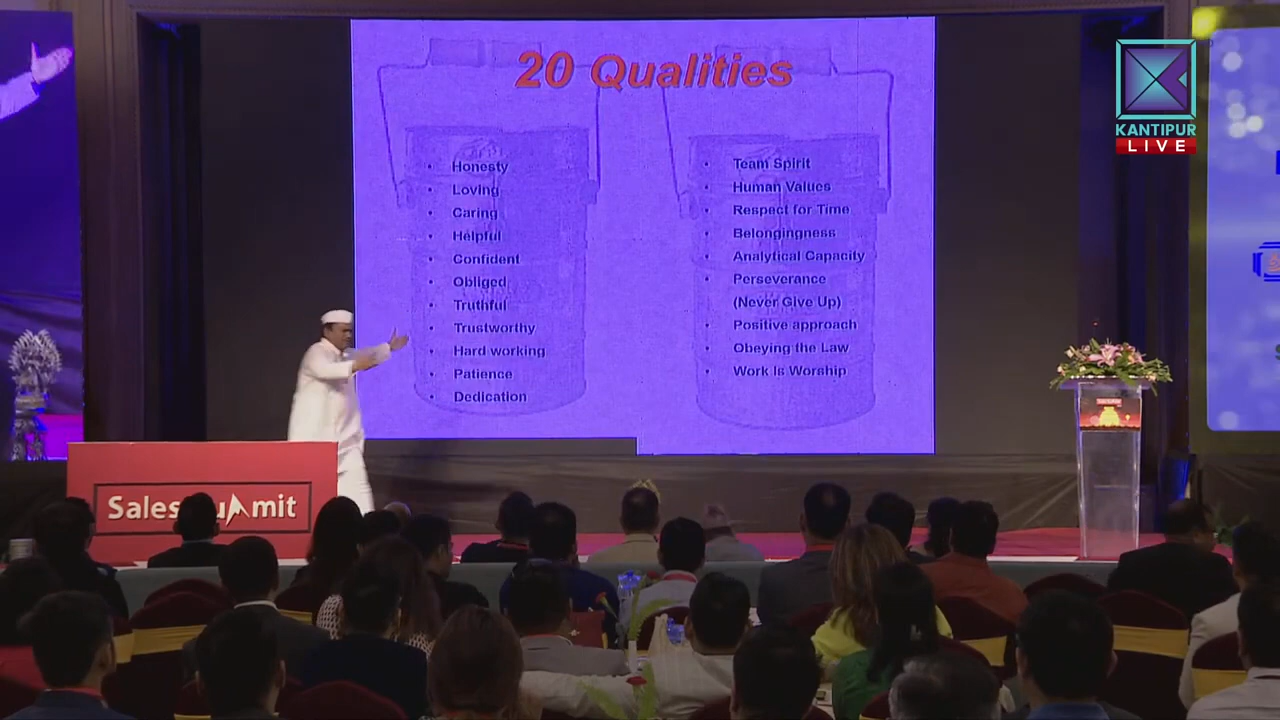 20 Qualities
• Honesty
• Loving
• Caring
• Helpful
• Confident
• Obliged
• Truthful
• Trustworthy
• Hard working
• Patience
• Dedication
• Team Spirit
• Human Values
• Respect for Time
• Belongingness
• Analytical Capacity
• Perseverance
(Never Give Up)
• Positive approach
• Obeying the Law
• Work Is Worship
KANTIPUR
LIVE
Sales
mit